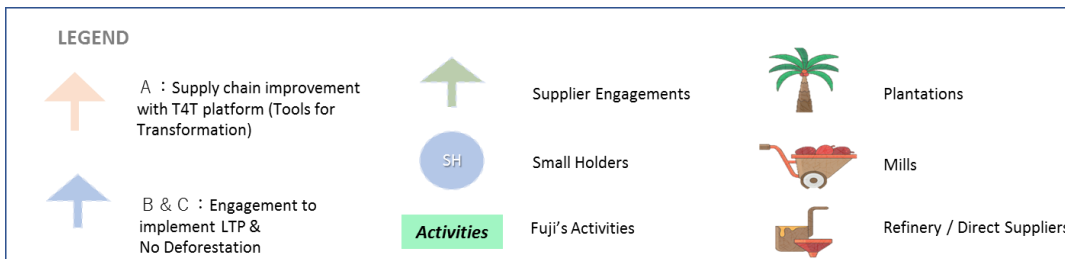 LEGEND
A：Supply chain improvement
with T4T platform (Tools for
Transformation)
B & C：Engagement to
implement LTP &
No Deforestation
Supplier Engagements
SH
Small Holders
Activities
Fuji's Activities
Plantations
Mills
Refinery / Direct Suppliers